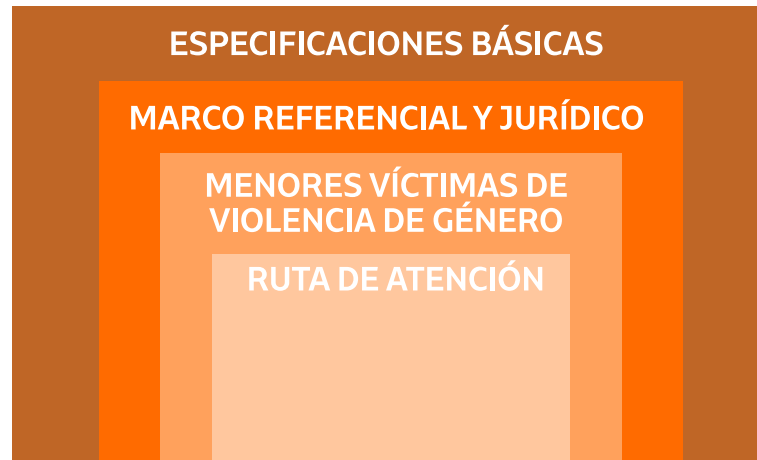 ESPECIFICACIONES BÁSICAS
MARCO REFERENCIAL Y JURÍDICO
MENORES VÍCTIMAS DE
VIOLENCIA DE GÉNERO
RUTA DE ATENCIÓN